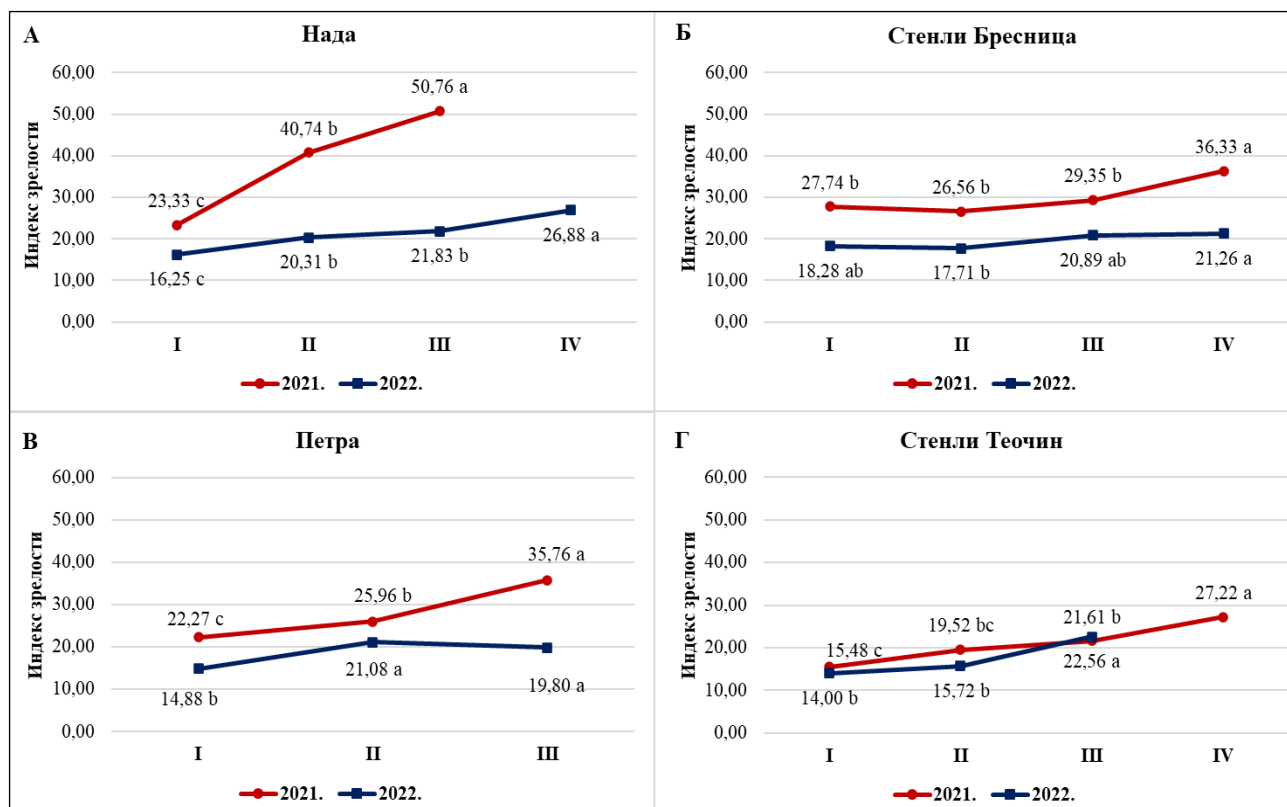 А
Нада
Индекс зрелости
60,00
50,00
40,00
30,00
20,00
10,00
0,00
23,33 c
40,74 b
50,76 a
16,25 c
20,31 b
21,83 b
26,88 a
I II III IV
2021. 2022.
Б
Стенли Бресница
Индекс зрелости
60,00
50,00
40,00
30,00
20,00
10,00
0,00
27,74 b
26,56 b
29,35 b
36,33 a
18,28 ab
17,71 b
20,89 ab
21,26 a
I II III IV
2021. 2022.
В
Петра
Индекс зрелости
60,00
50,00
40,00
30,00
20,00
10,00
0,00
22,27 c
25,96 b
35,76 a
14,88 b
21,08 a
19,80 a
I II III
2021. 2022.
Г
Стенли Теочин
Индекс зрелости
60,00
50,00
40,00
30,00
20,00
10,00
0,00
15,48 c
19,52 bc
21,61 b
27,22 a
14,00 b
15,72 b
22,56 a
I II III IV
2021. 2022.